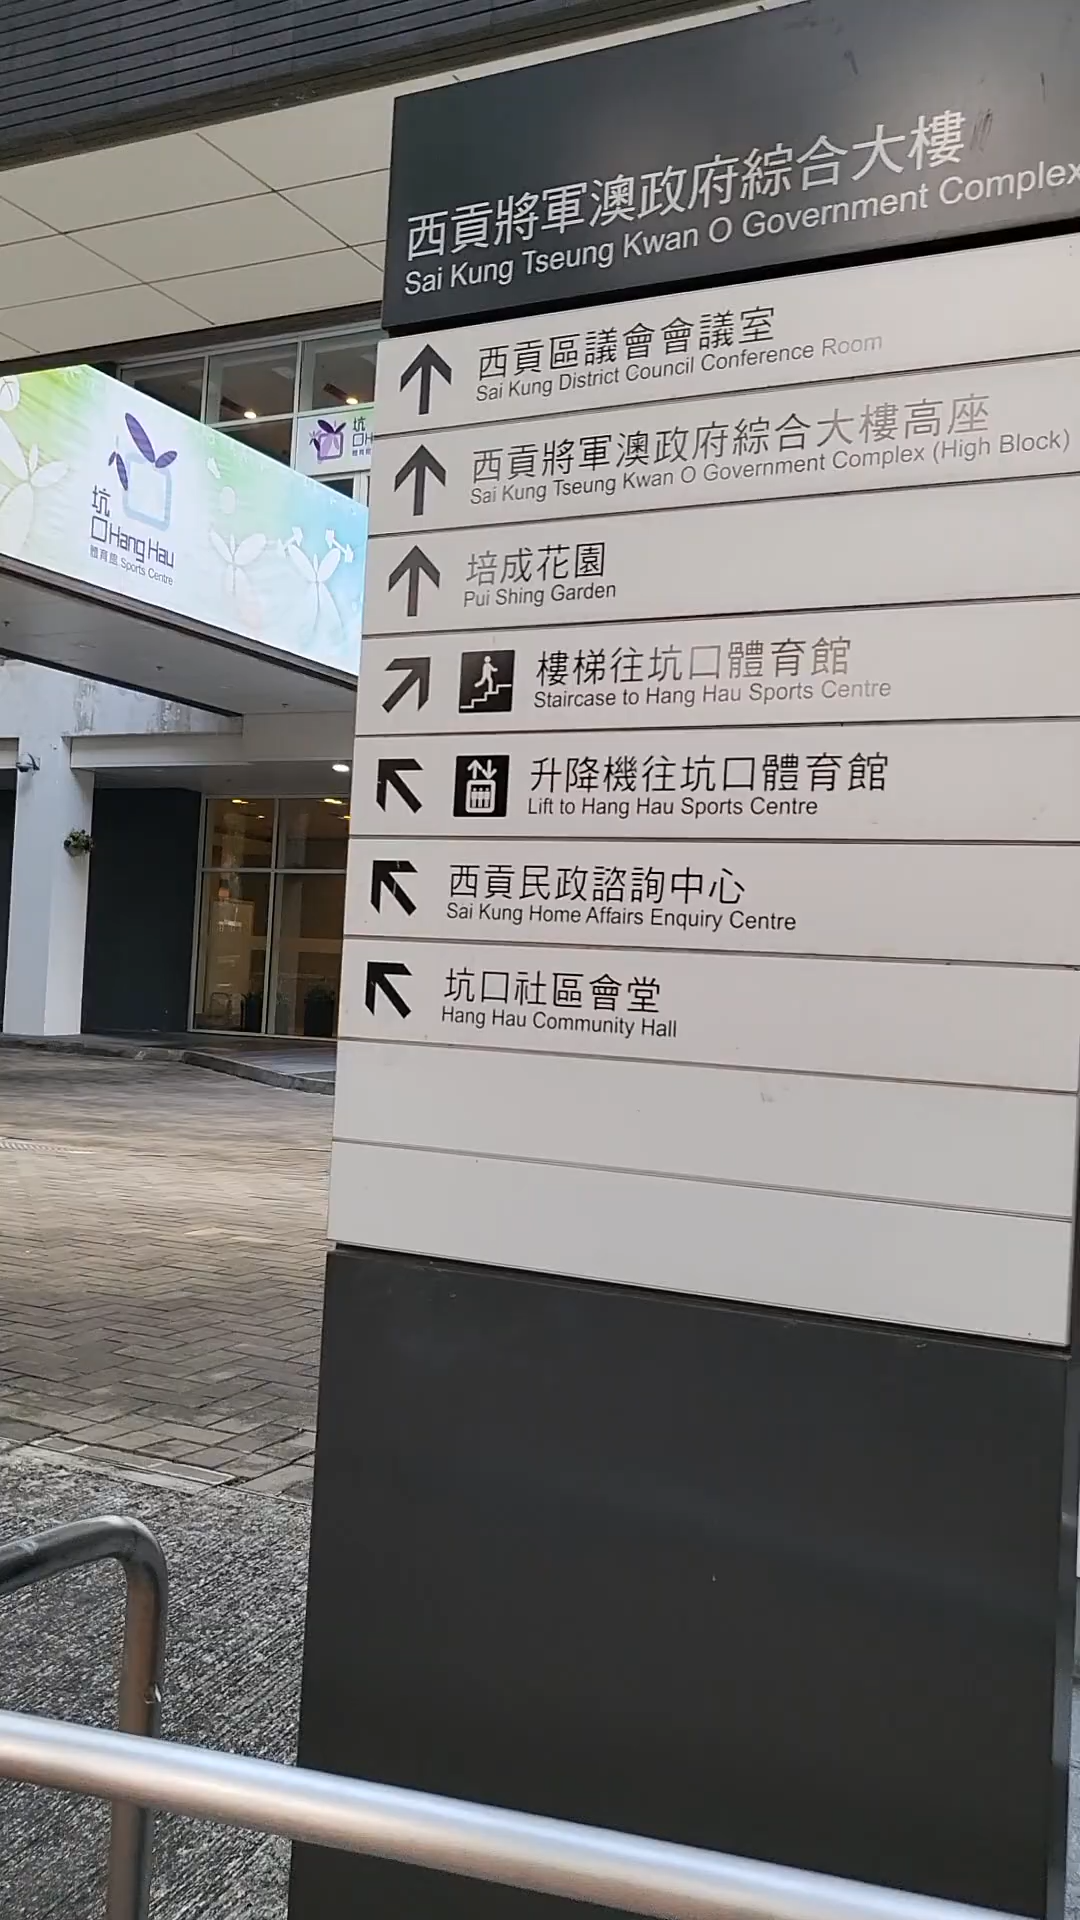 西貢將軍澳政府綜合大樓
Sai Kung Tseung Kwan O Government Complex
西貢區議會會議室
Sai Kung District Council Conference Room
西貢將軍澳政府綜合大樓高座
Sai Kung Tseung Kwan O Government Complex (High Block)
培成花園
Pui Shing Garden
樓梯往坑口體育館
Staircase to Hang Hau Sports Centre
升降機往坑口體育館
Lift to Hang Hau Sports Centre
西貢民政諮詢中心
Sai Kung Home Affairs Enquiry Centre
坑口社區會堂
Hang Hau Community Hall
坑
口Hang Hau
體育館 Sports Centre
坑
口H
體育館